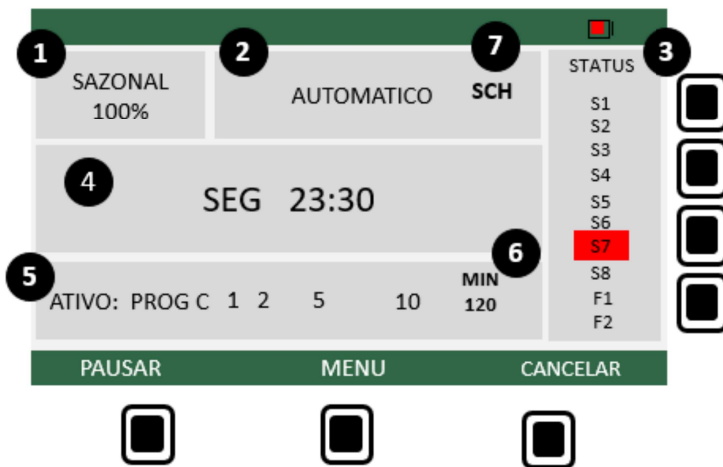 1
SAZONAL
100%
2
AUTOMATICO
7
SCH
3
STATUS
S1
S2
S3
S4
S5
S6
S7
S8
F1
F2
4
SEG 23:30
5
ATIVO: PROG C 1 2 5 10
6
MIN
120
PAUSAR MENU CANCELAR